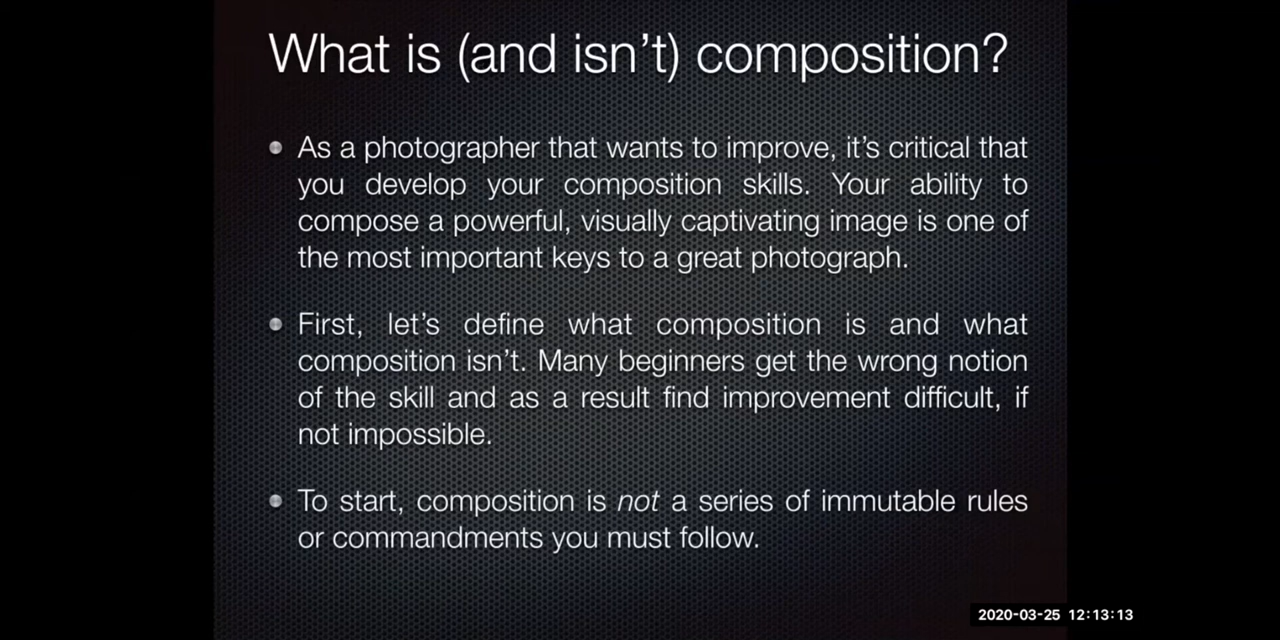 What is (and isn't) composition?
As a photographer that wants to improve, it's critical that
you develop your composition skills. Your ability to
compose a powerful, visually captivating image is one of
the most important keys to a great photograph.
First, let's define what composition is and what
composition isn't. Many beginners get the wrong notion
of the skill and as a result find improvement difficult, if
not impossible.
To start, composition is not a series of immutable rules
or commandments you must follow.
2020-03-25 12:13:13